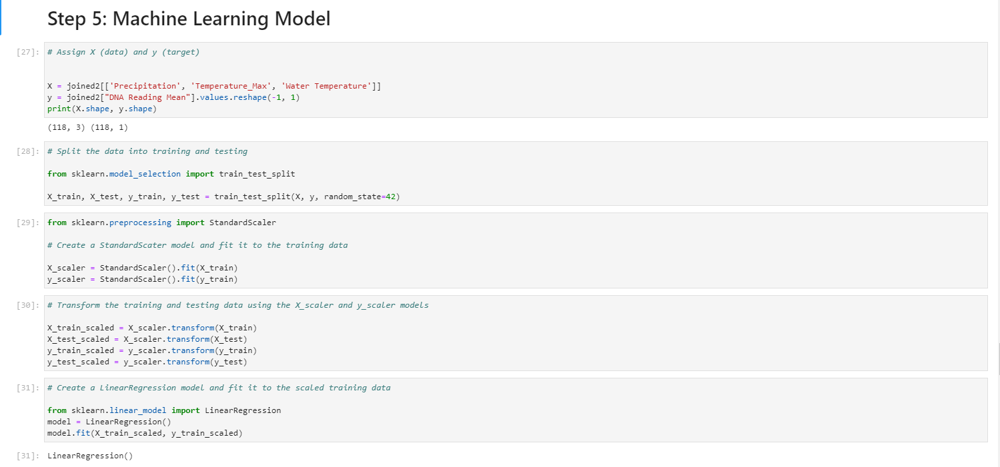 Step 5: Machine Learning Model
[27]: # Assign X (data) and y (target)
X = joined2[['Precipitation', 'Temperature_Max', 'Water Temperature']]
y = joined2["DNA Reading Mean"].values.reshape(-1, 1)
print(X.shape, y.shape)
(118, 3) (118, 1)
[28]: # Split the data into training and testing
from sklearn.model_selection import train_test_split
X_train, X_test, y_train, y_test = train_test_split(X, y, random_state=42)
[29]: from sklearn.preprocessing import StandardScaler
# Create a StandardScater model and fit it to the training data
X_scaler = StandardScaler().fit(X_train)
y_scaler = StandardScaler().fit(y_train)
[30]: # Transform the training and testing data using the X_scaler and y_scaler models
X_train_scaled = X_scaler.transform(X_train)
X_test_scaled = X_scaler.transform(X_test)
y_train_scaled = y_scaler.transform(y_train)
y_test_scaled = y_scaler.transform(y_test)
[31]: # Create a LinearRegression model and fit it to the scaled training data
from sklearn.linear_model import LinearRegression
model = LinearRegression()
model.fit(X_train_scaled, y_train_scaled)
[31]: LinearRegression()